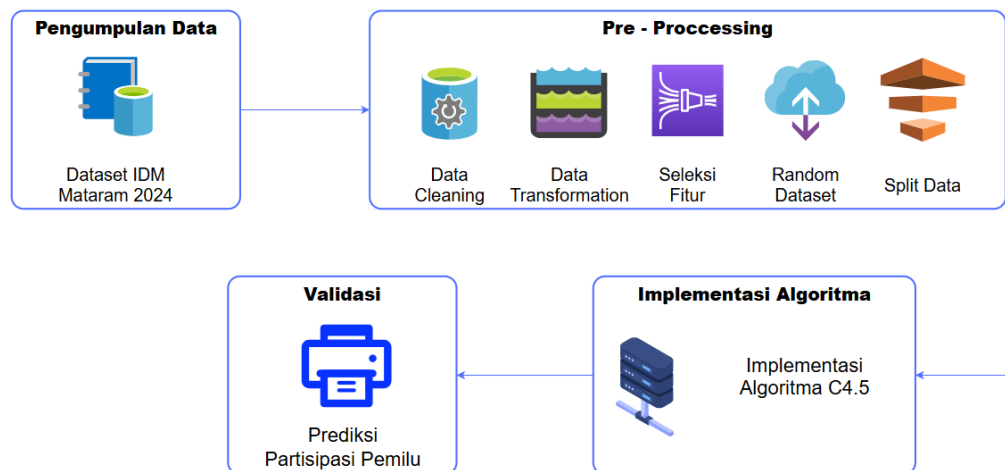 Pengumpulan Data
Dataset IDM
Mataram 2024
Pre - Proccessing
Data
Cleaning
Data
Transformation
Seleksi
Fitur
Random
Dataset
Split Data
Validasi
Prediksi
Partisipasi Pemilu
Implementasi Algoritma
Implementasi
Algoritma C4.5